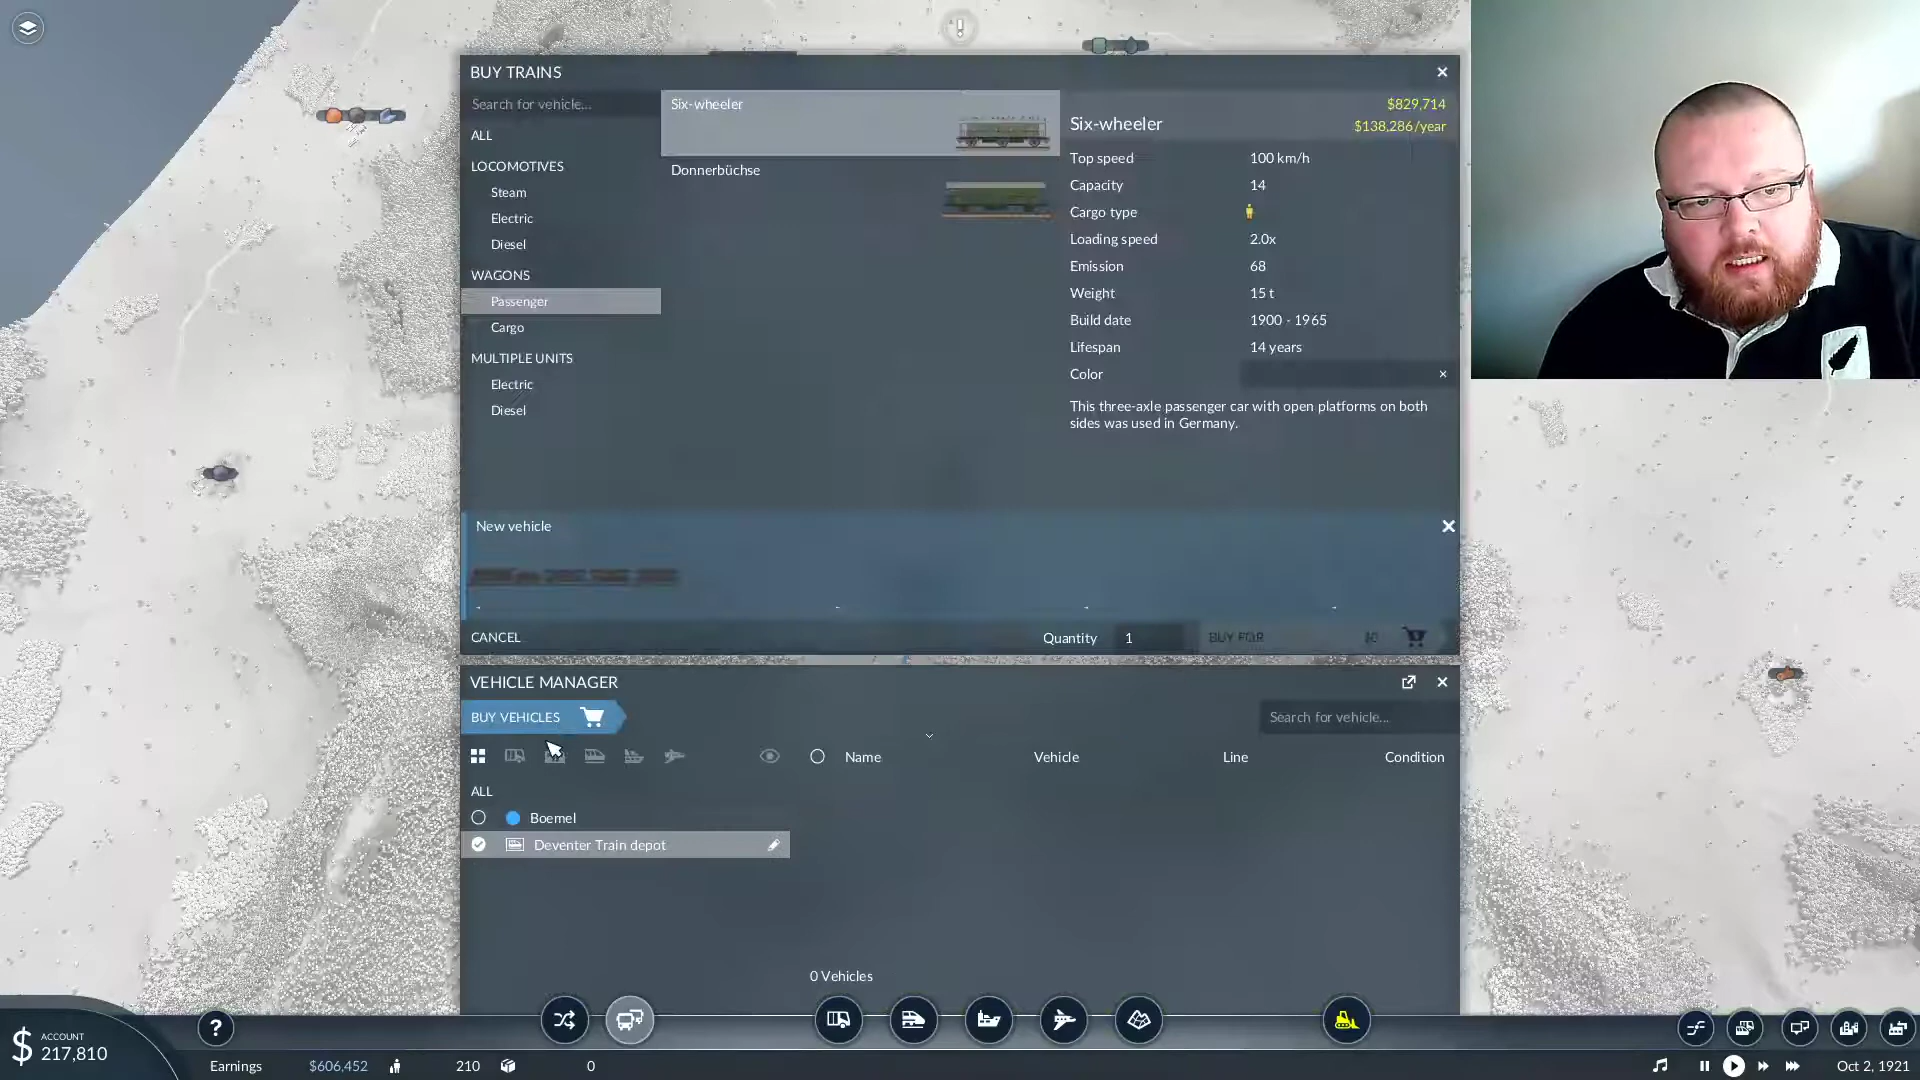 BUY TRAINS
Search for vehicle...
ALL
LOCOMOTIVES
Steam
Electric
Diesel
WAGONS
Passenger
Cargo
MULTIPLE UNITS
Electric
Diesel
Six-wheeler
Donnerbüchse
$829,714
Six-wheeler
$138,286/year
Top speed 100 km/h
Capacity 14
Cargo type
Loading speed 2.0x
Emission 68
Weight 15 t
Build date 1900 - 1965
Lifespan 14 years
Color
This three-axle passenger car with open platforms on both
sides was used in Germany.
New vehicle
CANCEL
Quantity 1
BUY FOR
VEHICLE MANAGER
BUY VEHICLES
Search for vehicle...
Name Vehicle Line Condition
ALL
Boemel
Deventer Train depot
0 Vehicles
$ ACCOUNT
217,810
?
Earnings $606,452 210 0
Oct 2, 1921